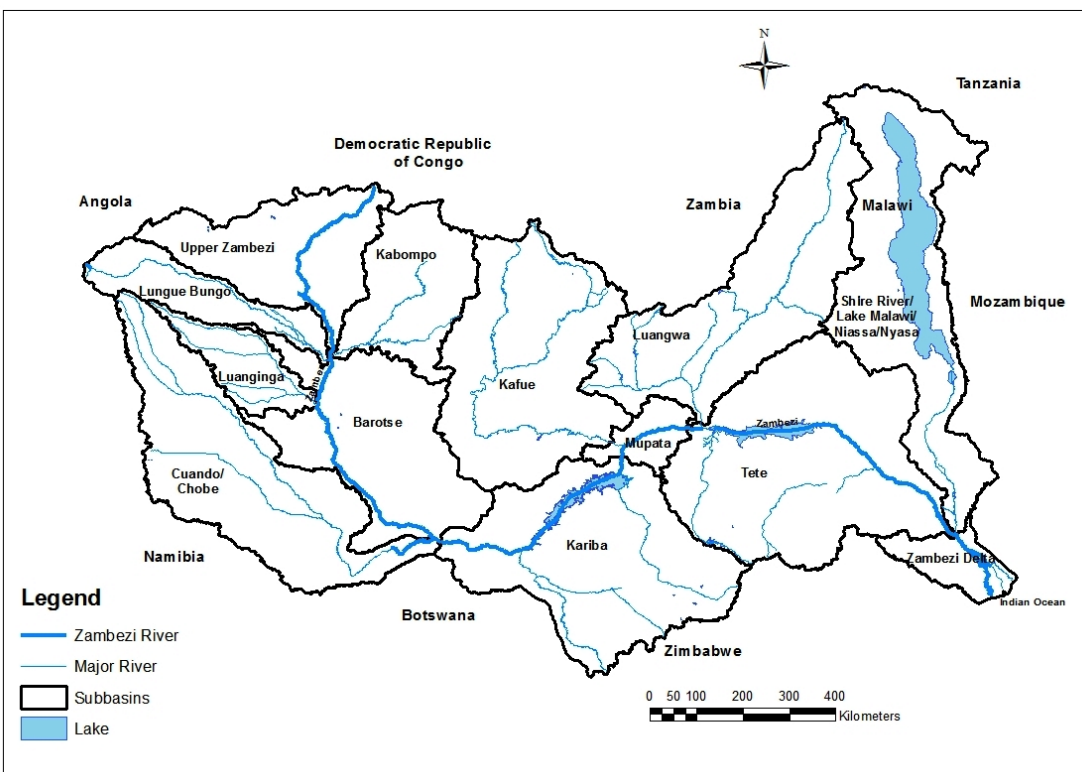 N
Tanzania
Democratic Republic
of Congo
Angola
Zambia
Malawi
Upper Zambezi
Kabompo
Lungue Bungo
ShIre River/
Lake Malawi/
Niassa/Nyasa
Mozambique
Luangwa
Luanginga
Zambezi
Kafue
Barotse
Zambezi
Mupata
Cuando/
Chobe
Tete
Namibia
Kariba
Zambezi Delta
Indian Ocean
Botswana
Zimbabwe
Legend
Zambezi River
Major River
Subbasins
Lake
0 50 100 200 300 400
Kilometers